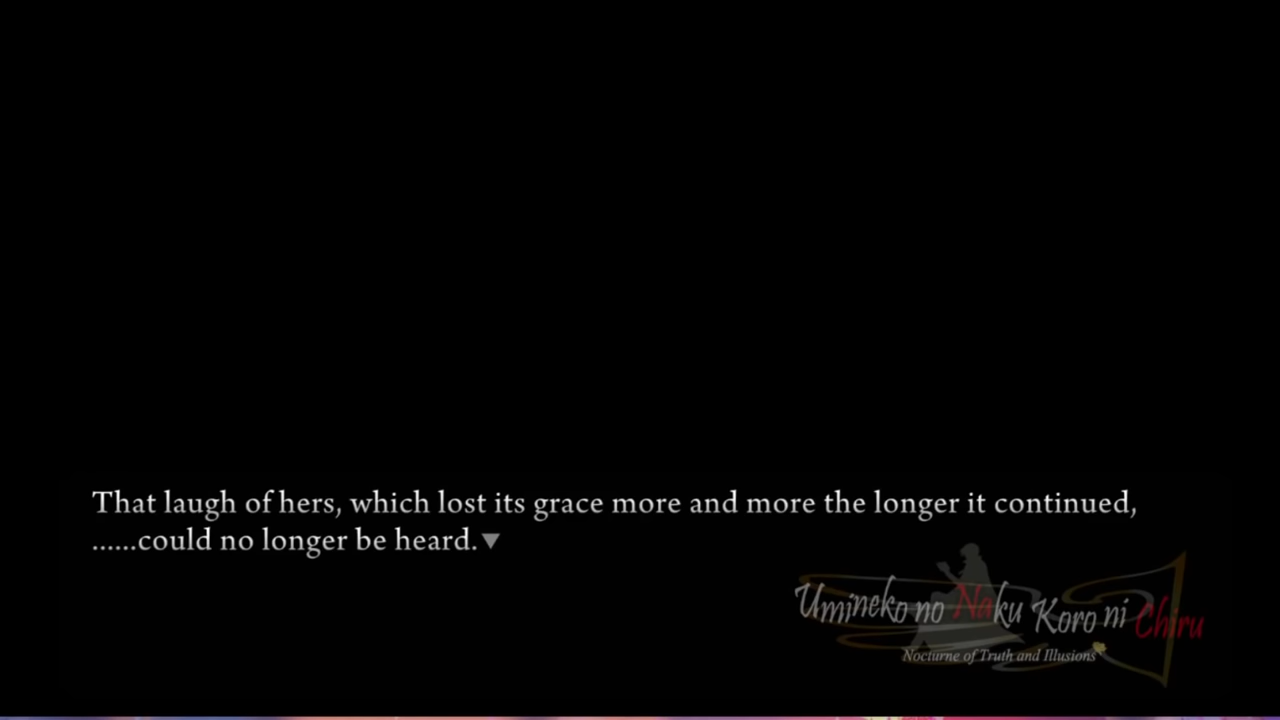 That laugh of hers, which lost its grace more and more the longer it continued,
......could no longer be heard.▼
Umineko no Naku Koro ni Chiru
Nocturne of Truth and Illusions